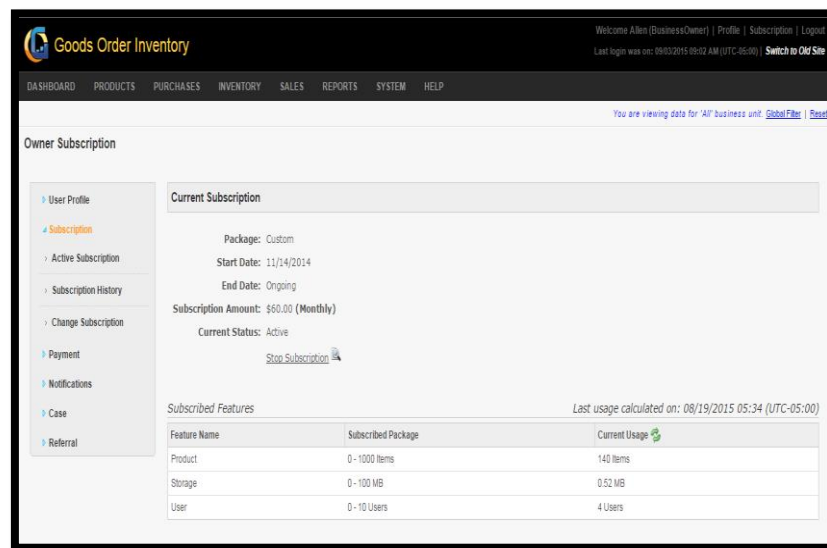 Welcome Allen (BusinessOwner) | Profile | Subscription | Logout
Goods Order Inventory
Last login was on: 09/03/2015 09:02 AM (UTC-05:00) | Switch to Old Site
DASHBOARD PRODUCTS PURCHASES INVENTORY SALES REPORTS SYSTEM HELP
You are viewing data for 'All' business unit. Global Filter | Reset
Owner Subscription
User Profile
Subscription
Active Subscription
Subscription History
Change Subscription
Payment
Notifications
Case
Referral
Current Subscription
Package: Custom
Start Date: 11/14/2014
End Date: Ongoing
Subscription Amount: $60.00 (Monthly)
Current Status: Active
Stop Subscription
Subscribed Features Last usage calculated on: 08/19/2015 05:34 (UTC-05:00)
Feature Name Subscribed Package Current Usage
Product 0 - 1000 Items 140 Items
Storage 0 - 100 MB 0.52 MB
User 0 - 10 Users 4 Users